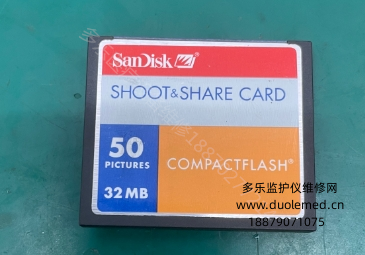 SanDisk
SHOOT&SHARE CARD
50
PICTURES
32 MB
COMPACTFLASH®
多乐监护仪维修网
www.duolemed.cn
18879071075